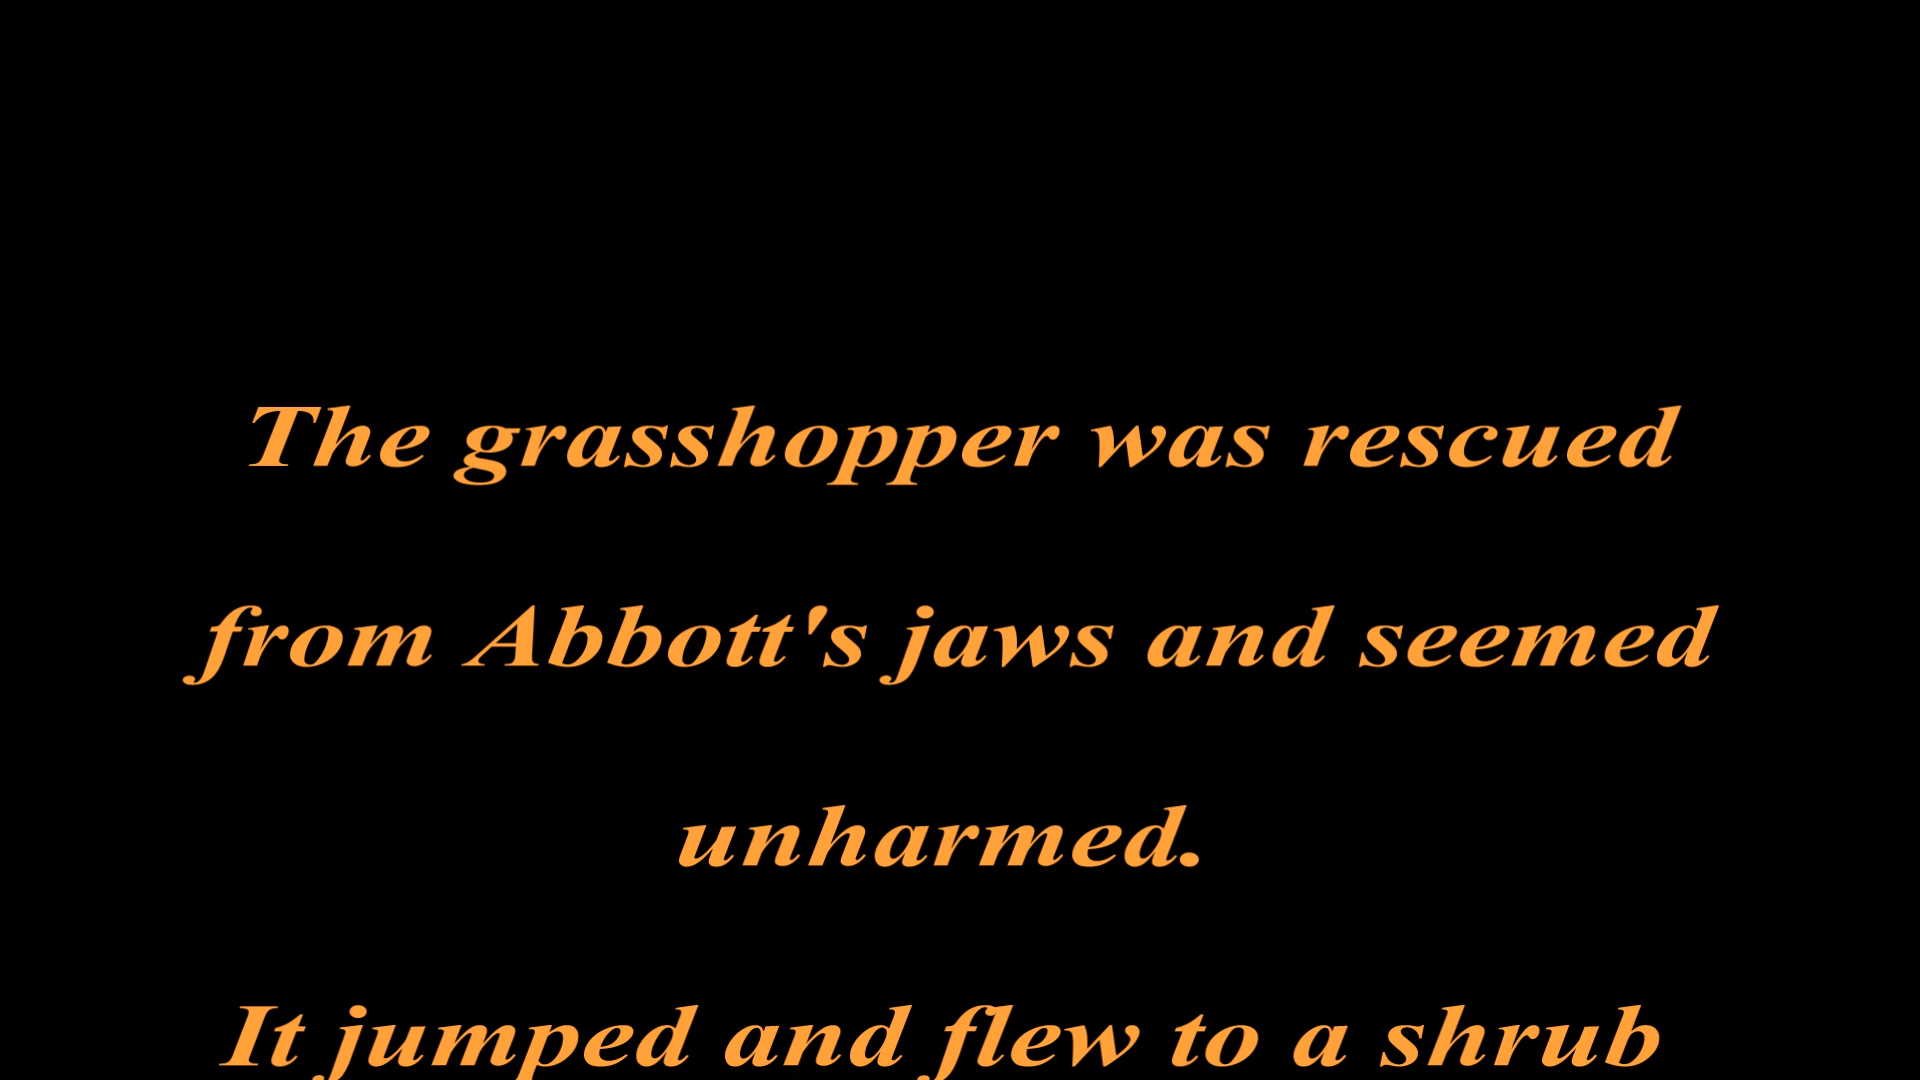 The grasshopper was rescued
from Abbott's jaws and seemed
unharmed.
It jumped and flew to a shrub